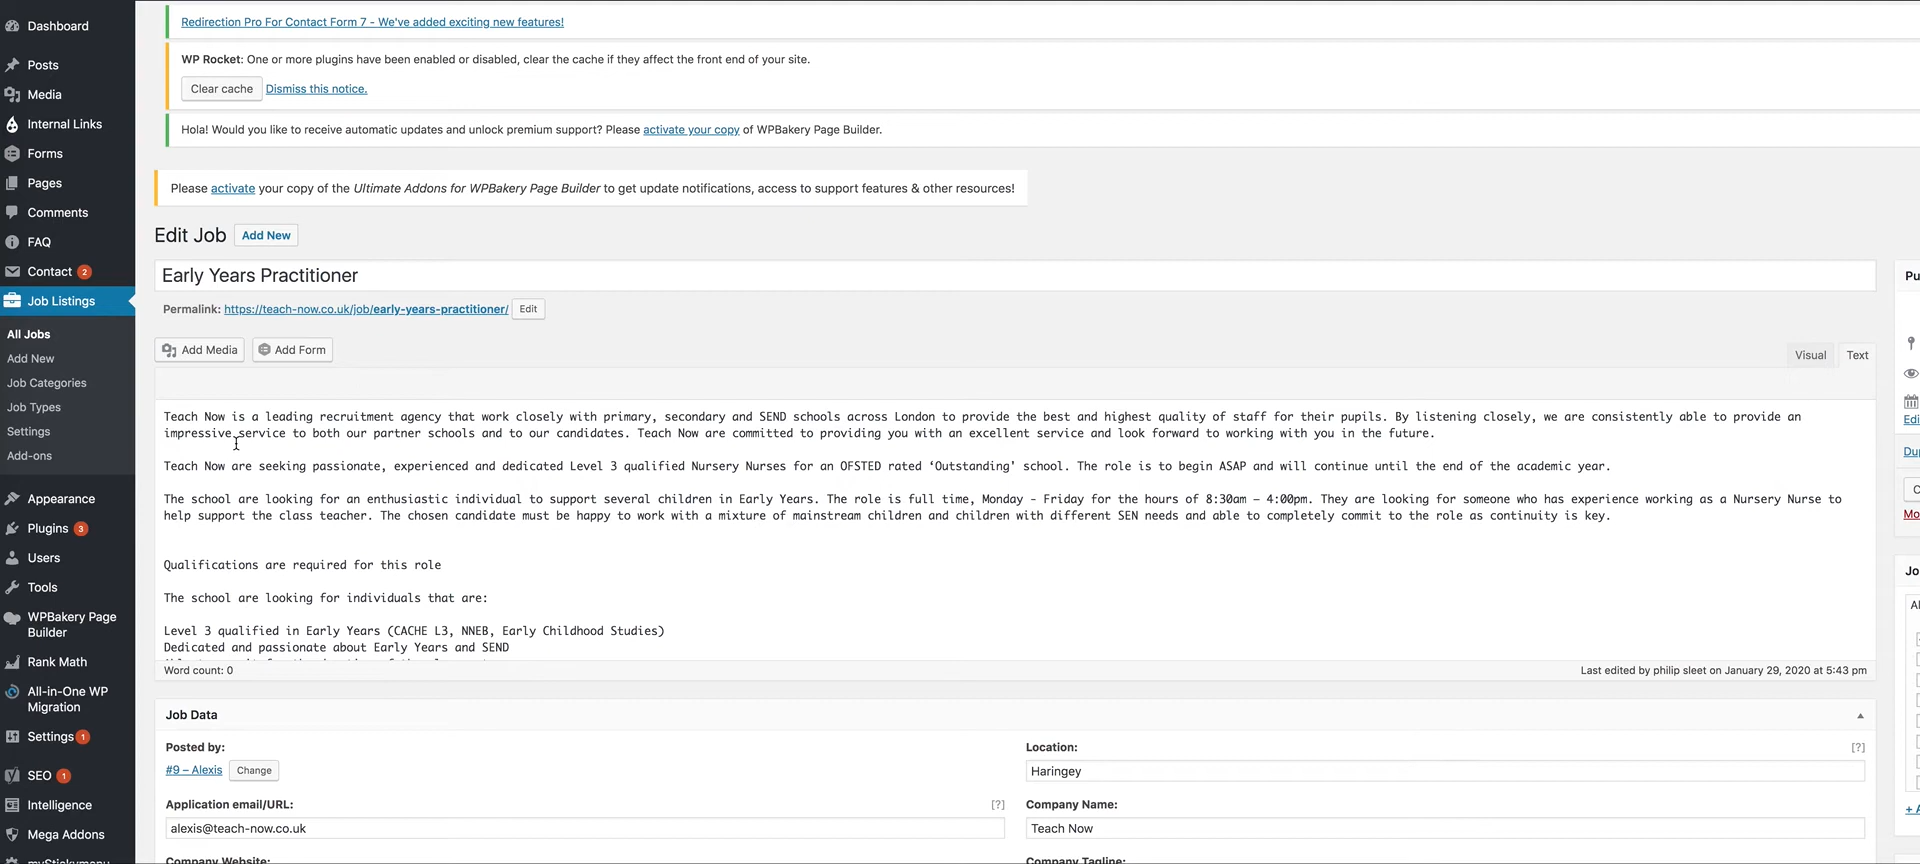 Dashboard
Posts
Media
Internal Links
Forms
Pages
Comments
FAQ
Contact 2
Job Listings
All Jobs
Add New
Job Categories
Job Types
Settings
Add-ons
Appearance
Plugins 3
Users
Tools
WPBakery Page
Builder
Rank Math
All-in-One WP
Migration
Settings 1
SEO 1
Intelligence
Mega Addons
myStickymenu
Redirection Pro For Contact Form 7 - We've added exciting new features!
WP Rocket: One or more plugins have been enabled or disabled, clear the cache if they affect the front end of your site.
Clear cache Dismiss this notice.
Hola! Would you like to receive automatic updates and unlock premium support? Please activate your copy of WPBakery Page Builder.
Please activate your copy of the Ultimate Addons for WPBakery Page Builder to get update notifications, access to support features & other resources!
Edit Job Add New
Early Years Practitioner
Permalink: https://teach-now.co.uk/job/early-years-practitioner/ Edit
Add Media Add Form
Visual Text
Teach Now is a leading recruitment agency that work closely with primary, secondary and SEND schools across London to provide the best and highest quality of staff for their pupils. By listening closely, we are consistently able to provide an
impressive service to both our partner schools and to our candidates. Teach Now are committed to providing you with an excellent service and look forward to working with you in the future.
Teach Now are seeking passionate, experienced and dedicated Level 3 qualified Nursery Nurses for an OFSTED rated ‘Outstanding’ school. The role is to begin ASAP and will continue until the end of the academic year.
The school are looking for an enthusiastic individual to support several children in Early Years. The role is full time, Monday - Friday for the hours of 8:30am – 4:00pm. They are looking for someone who has experience working as a Nursery Nurse to
help support the class teacher. The chosen candidate must be happy to work with a mixture of mainstream children and children with different SEN needs and able to completely commit to the role as continuity is key.
Qualifications are required for this role
The school are looking for individuals that are:
Level 3 qualified in Early Years (CACHE L3, NNEB, Early Childhood Studies)
Dedicated and passionate about Early Years and SEND
Word count: 0
Last edited by philip sleet on January 29, 2020 at 5:43 pm
Job Data
Posted by:
#9 – Alexis Change
Location: [?]
Haringey
Application email/URL: [?]
alexis@teach-now.co.uk
Company Name:
Teach Now
Company Website:
Company Tagline:
Pu
Edi
Dup
Mo
Jo
Al
+ A